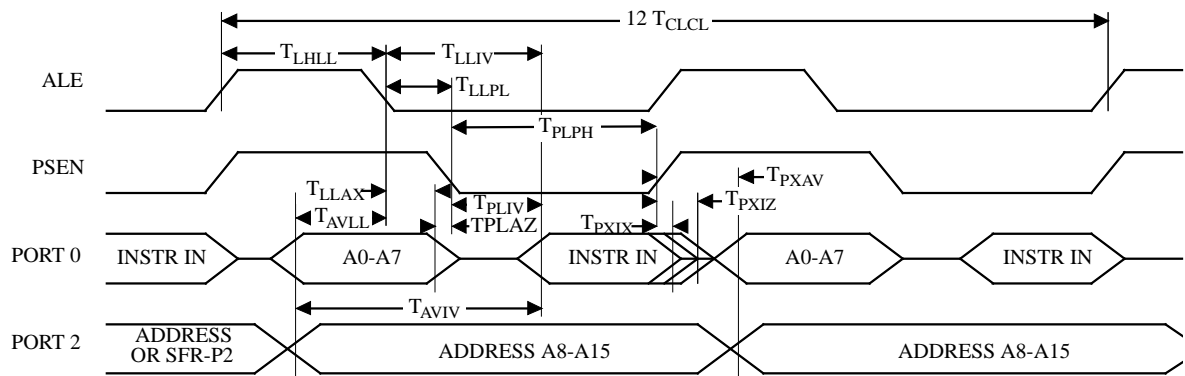 12 TCLCL
TLHLL TLLIV
ALE
TLLPL
TPLPH
PSEN
TLLAX TPXAV
TPLIV TPXIZ
TAVLL TPLAZ TPXIX
PORT 0 INSTR IN A0-A7 INSTR IN A0-A7 INSTR IN
TAVIV
PORT 2 ADDRESS
OR SFR-P2 ADDRESS A8-A15 ADDRESS A8-A15